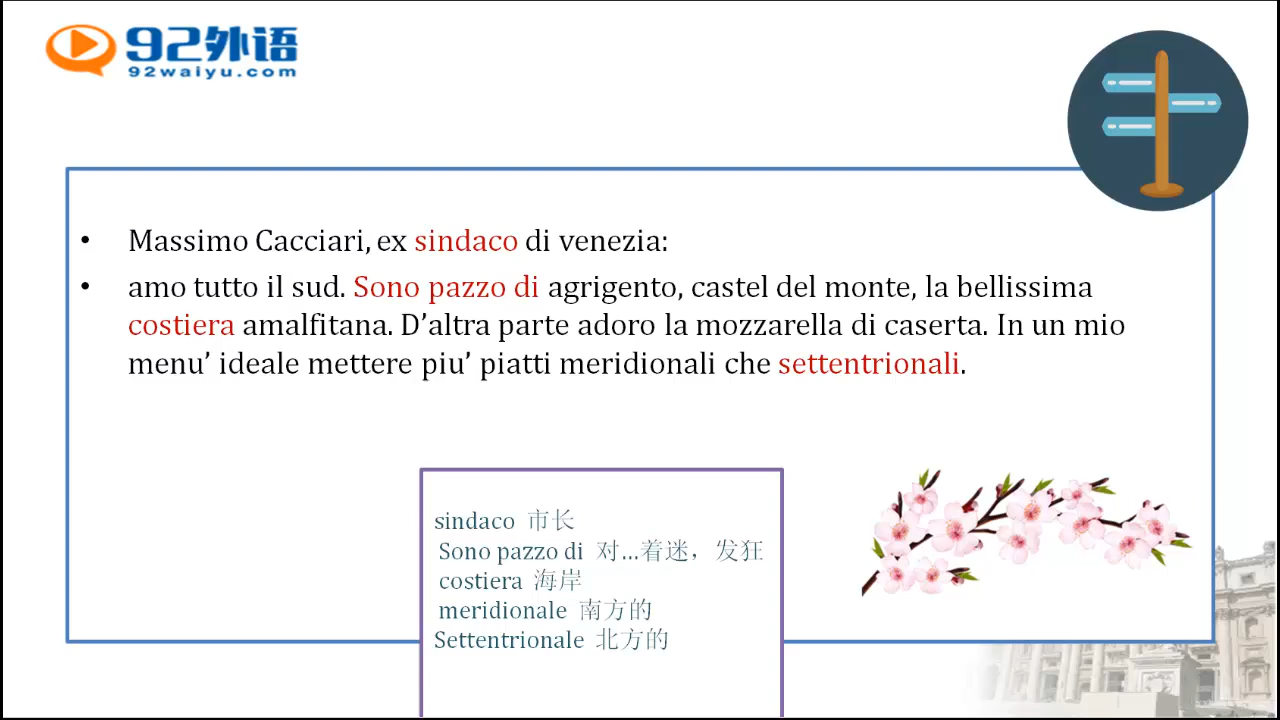 92外语
92waiyu.com
• Massimo Cacciari, ex sindaco di venezia:
• amo tutto il sud. Sono pazzo di agrigento, castel del monte, la bellissima
costiera amalfitana. D’altra parte adoro la mozzarella di caserta. In un mio
menu’ ideale mettere piu’ piatti meridionali che settentrionali.
sindaco 市长
Sono pazzo di 对...着迷，发狂
costiera 海岸
meridionale 南方的
Settentrionale 北方的